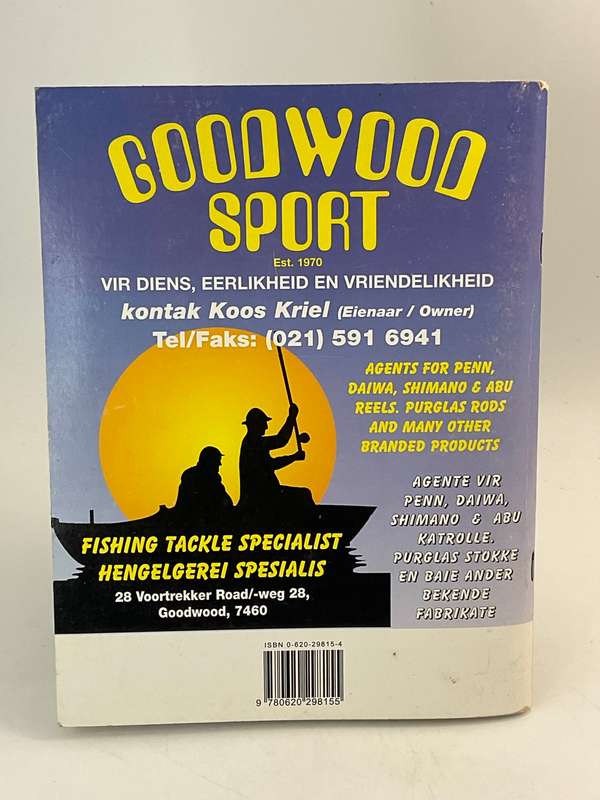 GOODWOOD
SPORT
Est. 1970
VIR DIENS, EERLIKHEID EN VRIENDELIKHEID
kontak Koos Kriel (Eienaar / Owner)
Tel/Faks: (021) 591 6941
AGENTS FOR PENN,
DAIWA, SHIMANO & ABU
REELS. PURGLAS RODS
AND MANY OTHER
BRANDED PRODUCTS
AGENTE VIR
PENN, DAIWA,
SHIMANO & ABU
KATROLLE.
PURGLAS STOKKE
EN BAIE ANDER
BEKENDE
FABRIKATE
FISHING TACKLE SPECIALIST
HENGELGEREI SPESIALIS
28 Voortrekker Road/-weg 28,
Goodwood, 7460
ISBN 0-620-29815-4
9 780620 298155